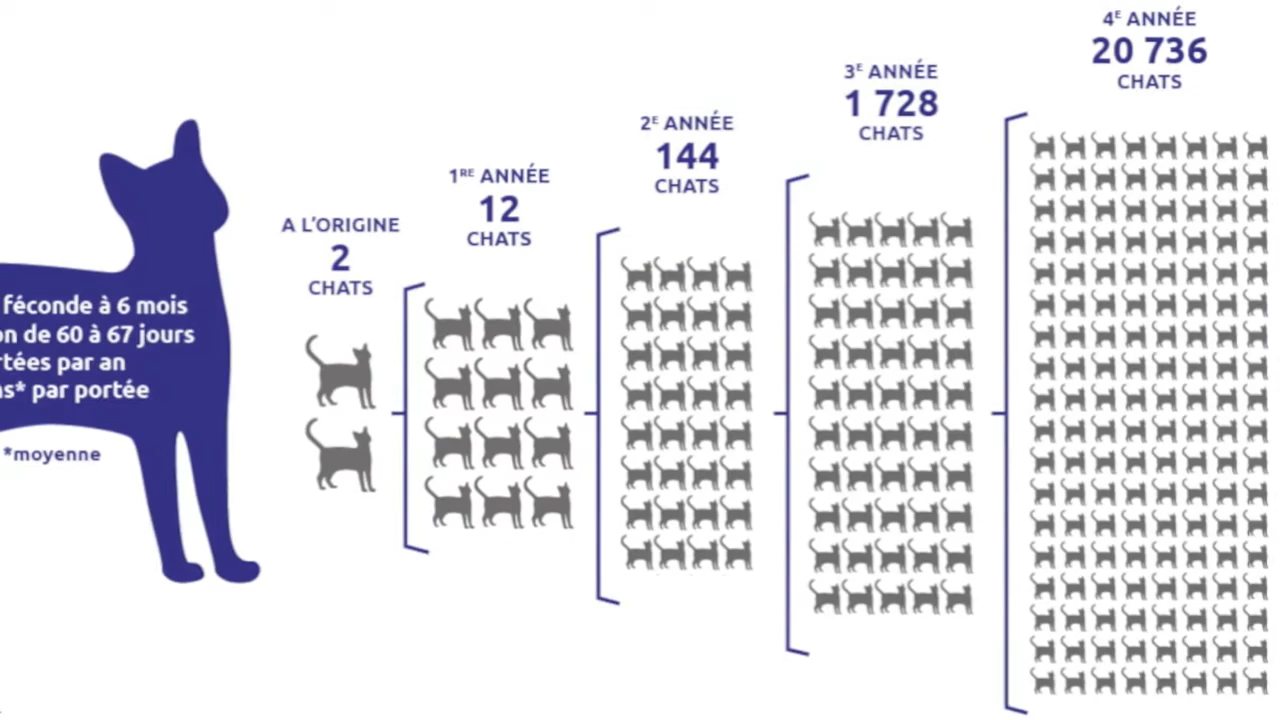 féconde à 6 mois
on de 60 à 67 jours
rtées par an
ns* par portée
*moyenne
A L'ORIGINE
2
CHATS
1RE ANNÉE
12
CHATS
2E ANNÉE
144
CHATS
3E ANNÉE
1 728
CHATS
4E ANNÉE
20 736
CHATS